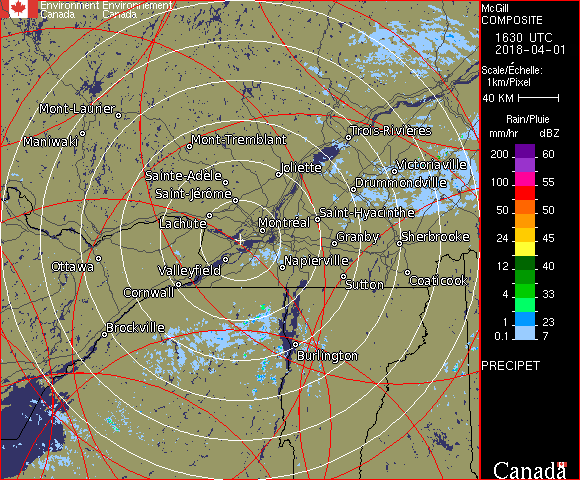 Environment Environnement
Canada Canada
McGill
COMPOSITE
1630 UTC
2018-04-01
Scale/Échelle:
1km/Pixel
40 KM
Rain/Pluie
mm/hr dBZ
200 60
100 55
50 50
24 45
12 40
4 33
1 23
0.1 7
PRECIPET
Mont-Laurier
Maniwaki
Mont-Tremblant
Trois-Rivières
Joliette
Victoriaville
Sainte-Adèle
Drummondville
Saint-Jérôme
Lachute
Saint-Hyacinthe
Montréal
Granby
Sherbrooke
Ottawa
Valleyfield
Napierville
Coaticook
Cornwall
Sutton
Brockville
Burlington
Canada